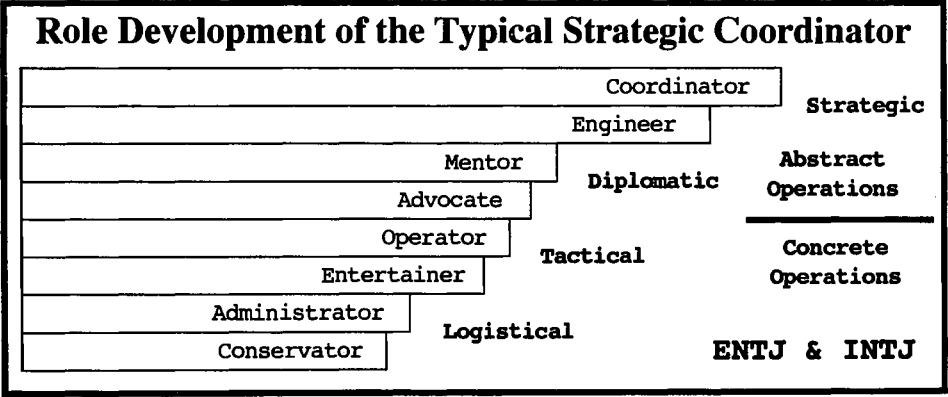 Role Development of the Typical Strategic Coordinator
Coordinator
Strategic
Engineer
Mentor
Abstract
Operations
Diplomatic
Advocate
Operator
Tactical
Concrete
Operations
Entertainer
Administrator
Logistical
Conservator
ENTJ & INTJ